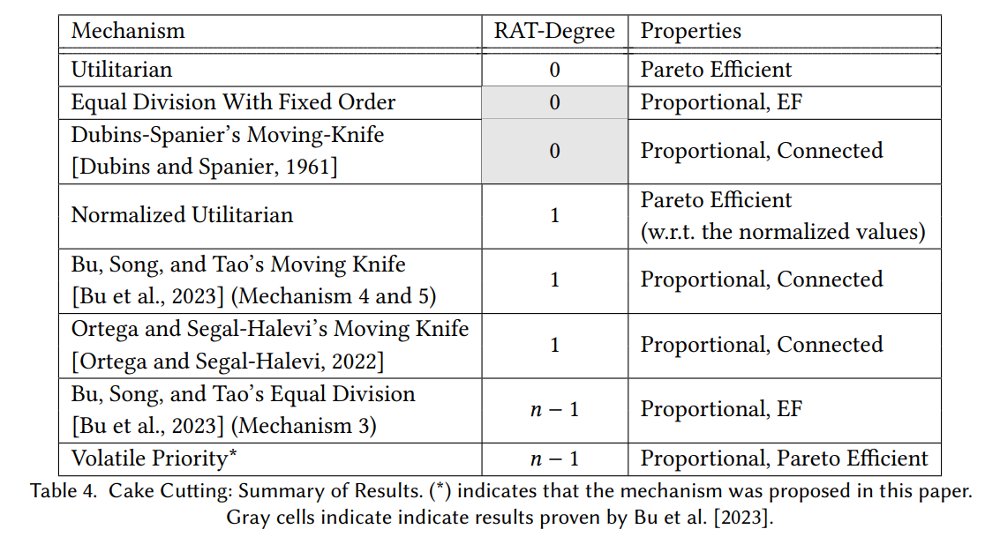 Mechanism RAT-Degree Properties
Utilitarian 0 Pareto Efficient
Equal Division With Fixed Order 0 Proportional, EF
Dubins-Spanier's Moving-Knife
[Dubins and Spanier, 1961] 0 Proportional, Connected
Normalized Utilitarian 1 Pareto Efficient
(w.r.t. the normalized values)
Bu, Song, and Tao's Moving Knife
[Bu et al., 2023] (Mechanism 4 and 5) 1 Proportional, Connected
Ortega and Segal-Halevi's Moving Knife
[Ortega and Segal-Halevi, 2022] 1 Proportional, Connected
Bu, Song, and Tao's Equal Division
[Bu et al., 2023] (Mechanism 3) n − 1 Proportional, EF
Volatile Priority* n − 1 Proportional, Pareto Efficient
Table 4. Cake Cutting: Summary of Results. (*) indicates that the mechanism was proposed in this paper.
Gray cells indicate indicate results proven by Bu et al. [2023].